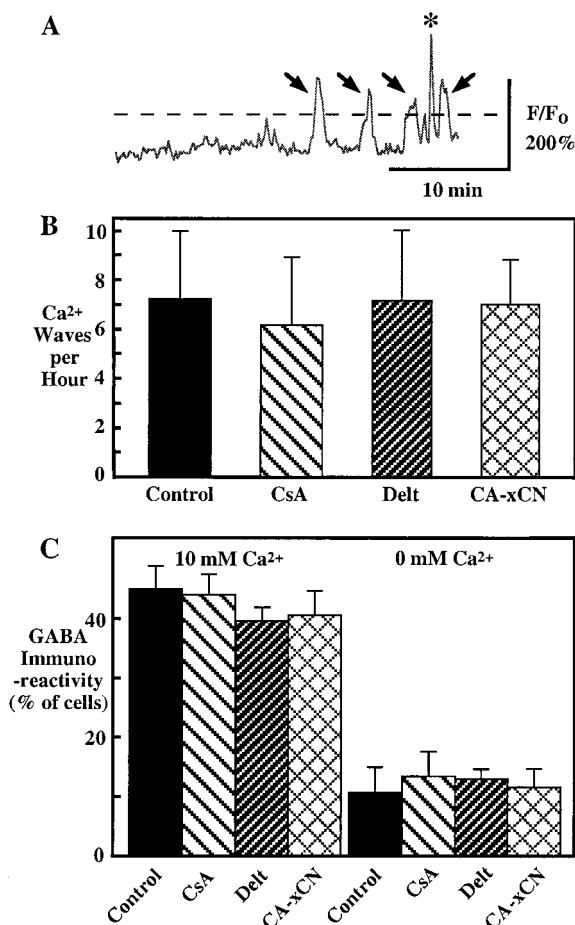 A
*
F/Fo
200%
10 min
B
10
8
6
4
2
0
Ca2+
Waves
per
Hour
Control CsA Delt CA-xCN
C
10 mM Ca2+ 0 mM Ca2+
40
20
0
GABA
Immuno
-reactivity
(% of cells)
Control CsA Delt CA-xCN Control CsA Delt CA-xCN